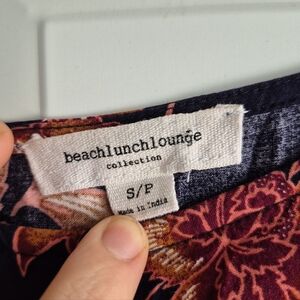 beachlunchlounge
collection
S/P
Made in India